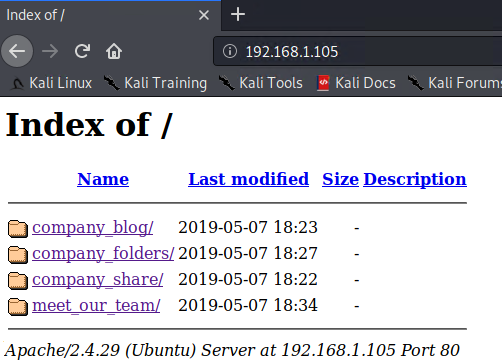 Index of /
192.168.1.105
Kali Linux Kali Training Kali Tools Kali Docs Kali Forums
Index of /
Name Last modified Size Description
company_blog/ 2019-05-07 18:23 -
company_folders/ 2019-05-07 18:27 -
company_share/ 2019-05-07 18:22 -
meet_our_team/ 2019-05-07 18:34 -
Apache/2.4.29 (Ubuntu) Server at 192.168.1.105 Port 80